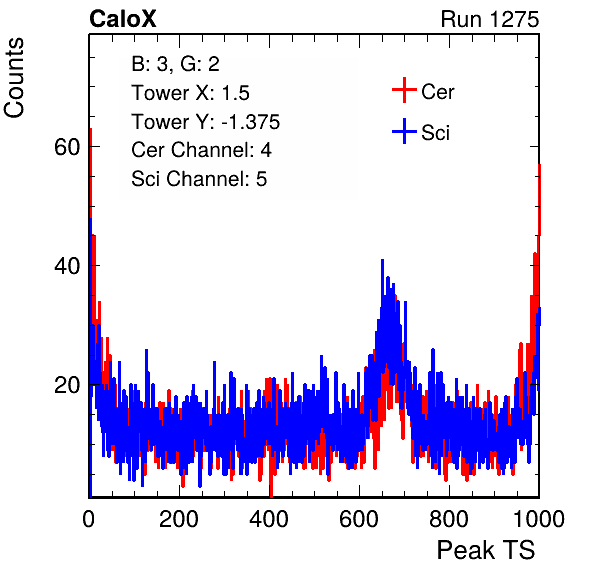 CaloX Run 1275
Counts
B: 3, G: 2
Tower X: 1.5
Tower Y: -1.375
Cer Channel: 4
Sci Channel: 5
Cer
Sci
60
40
20
0 200 400 600 800 1000
Peak TS